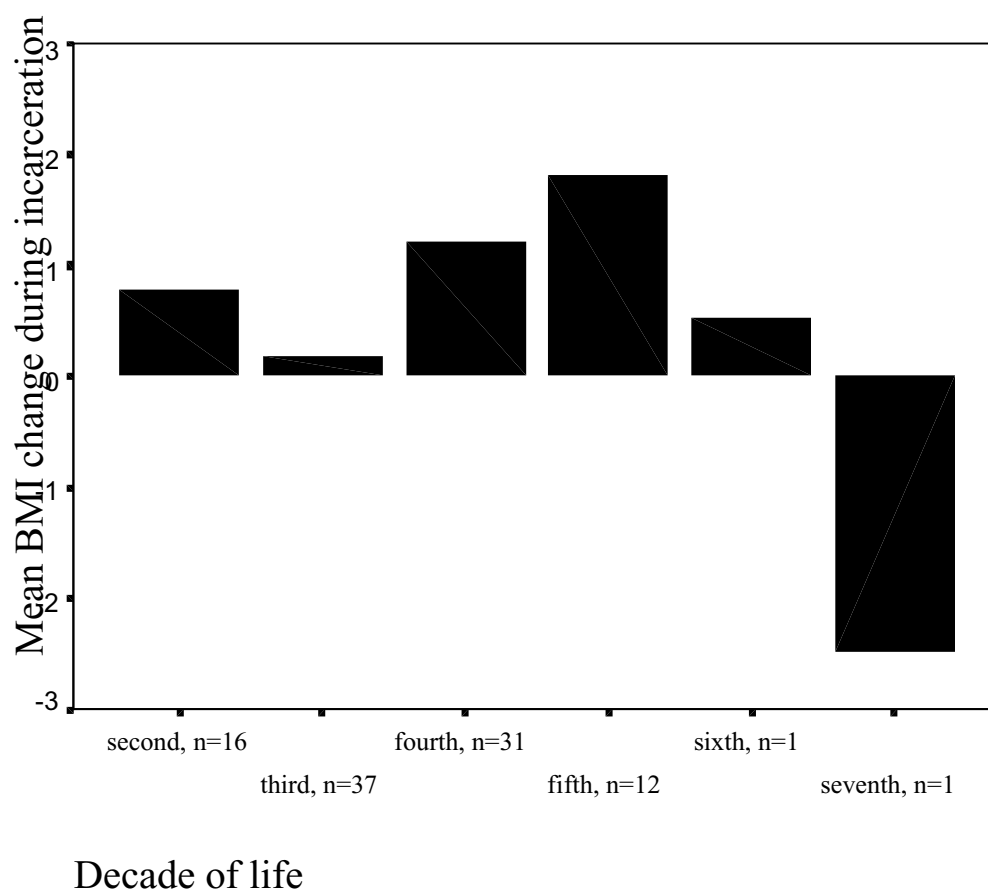 Mean BMI change during incarceration
3
2
1
0
-1
-2
-3
second, n=16
third, n=37
fourth, n=31
fifth, n=12
sixth, n=1
seventh, n=1
Decade of life